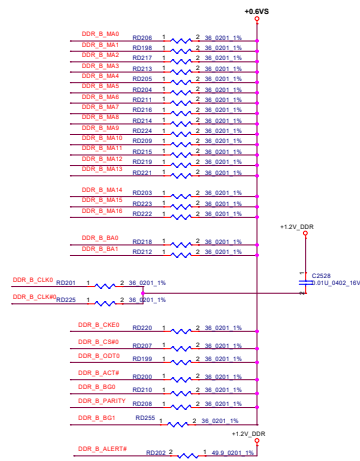 +0.6VS
DDR_B_MA0 RD206 1 2 36_0201_1%
DDR_B_MA1 RD198 1 2 36_0201_1%
DDR_B_MA2 RD217 1 2 36_0201_1%
DDR_B_MA3 RD213 1 2 36_0201_1%
DDR_B_MA4 RD205 1 2 36_0201_1%
DDR_B_MA5 RD204 1 2 36_0201_1%
DDR_B_MA6 RD211 1 2 36_0201_1%
DDR_B_MA7 RD216 1 2 36_0201_1%
DDR_B_MA8 RD214 1 2 36_0201_1%
DDR_B_MA9 RD224 1 2 36_0201_1%
DDR_B_MA10 RD209 1 2 36_0201_1%
DDR_B_MA11 RD215 1 2 36_0201_1%
DDR_B_MA12 RD219 1 2 36_0201_1%
DDR_B_MA13 RD221 1 2 36_0201_1%
DDR_B_MA14 RD203 1 2 36_0201_1%
DDR_B_MA15 RD223 1 2 36_0201_1%
DDR_B_MA16 RD222 1 2 36_0201_1%
+1.2V_DDR
DDR_B_BA0 RD218 1 2 36_0201_1%
DDR_B_BA1 RD212 1 2 36_0201_1%
DDR_B_CLK0 RD201 1 2 36_0201_1%
C2528
0.01U_0402_16V
1
2
DDR_B_CLK#0 RD225 1 2 36_0201_1%
DDR_B_CKE0 RD220 1 2 36_0201_1%
DDR_B_CS#0 RD207 1 2 36_0201_1%
DDR_B_ODT0 RD199 1 2 36_0201_1%
DDR_B_ACT# RD200 1 2 36_0201_1%
DDR_B_BG0 RD210 1 2 36_0201_1%
DDR_B_PARITY RD208 1 2 36_0201_1%
DDR_B_BG1 RD255 1 2 36_0201_1%
+1.2V_DDR
DDR_B_ALERT# RD202 2 1 49.9_0201_1%